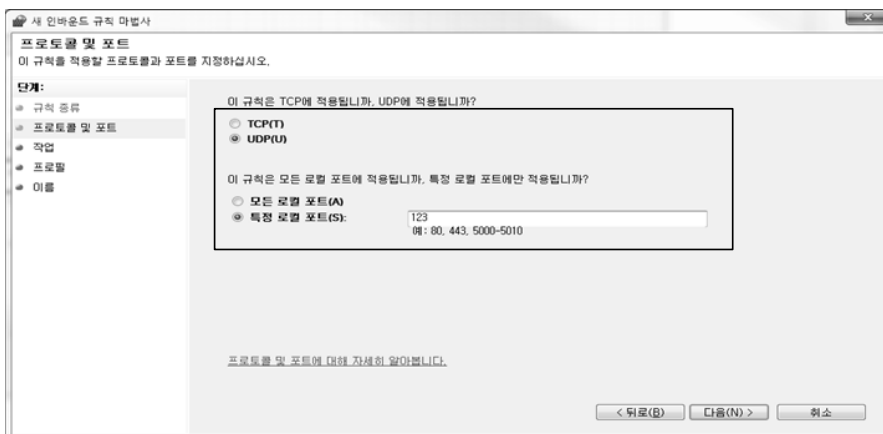 새 인바운드 규칙 마법사
프로토콜 및 포트
이 규칙을 적용할 프로토콜과 포트를 지정하십시오.
단계:
규칙 종류
프로토콜 및 포트
작업
프로필
이름
이 규칙은 TCP에 적용됩니까, UDP에 적용됩니까?
TCP(T)
UDP(U)
이 규칙은 모든 로컬 포트에 적용됩니까, 특정 로컬 포트에만 적용됩니까?
모든 로컬 포트(A)
특정 로컬 포트(S):
123
예: 80, 443, 5000-5010
프로토콜 및 포트에 대해 자세히 알아봅니다.
< 뒤로(B)
다음(N) >
취소